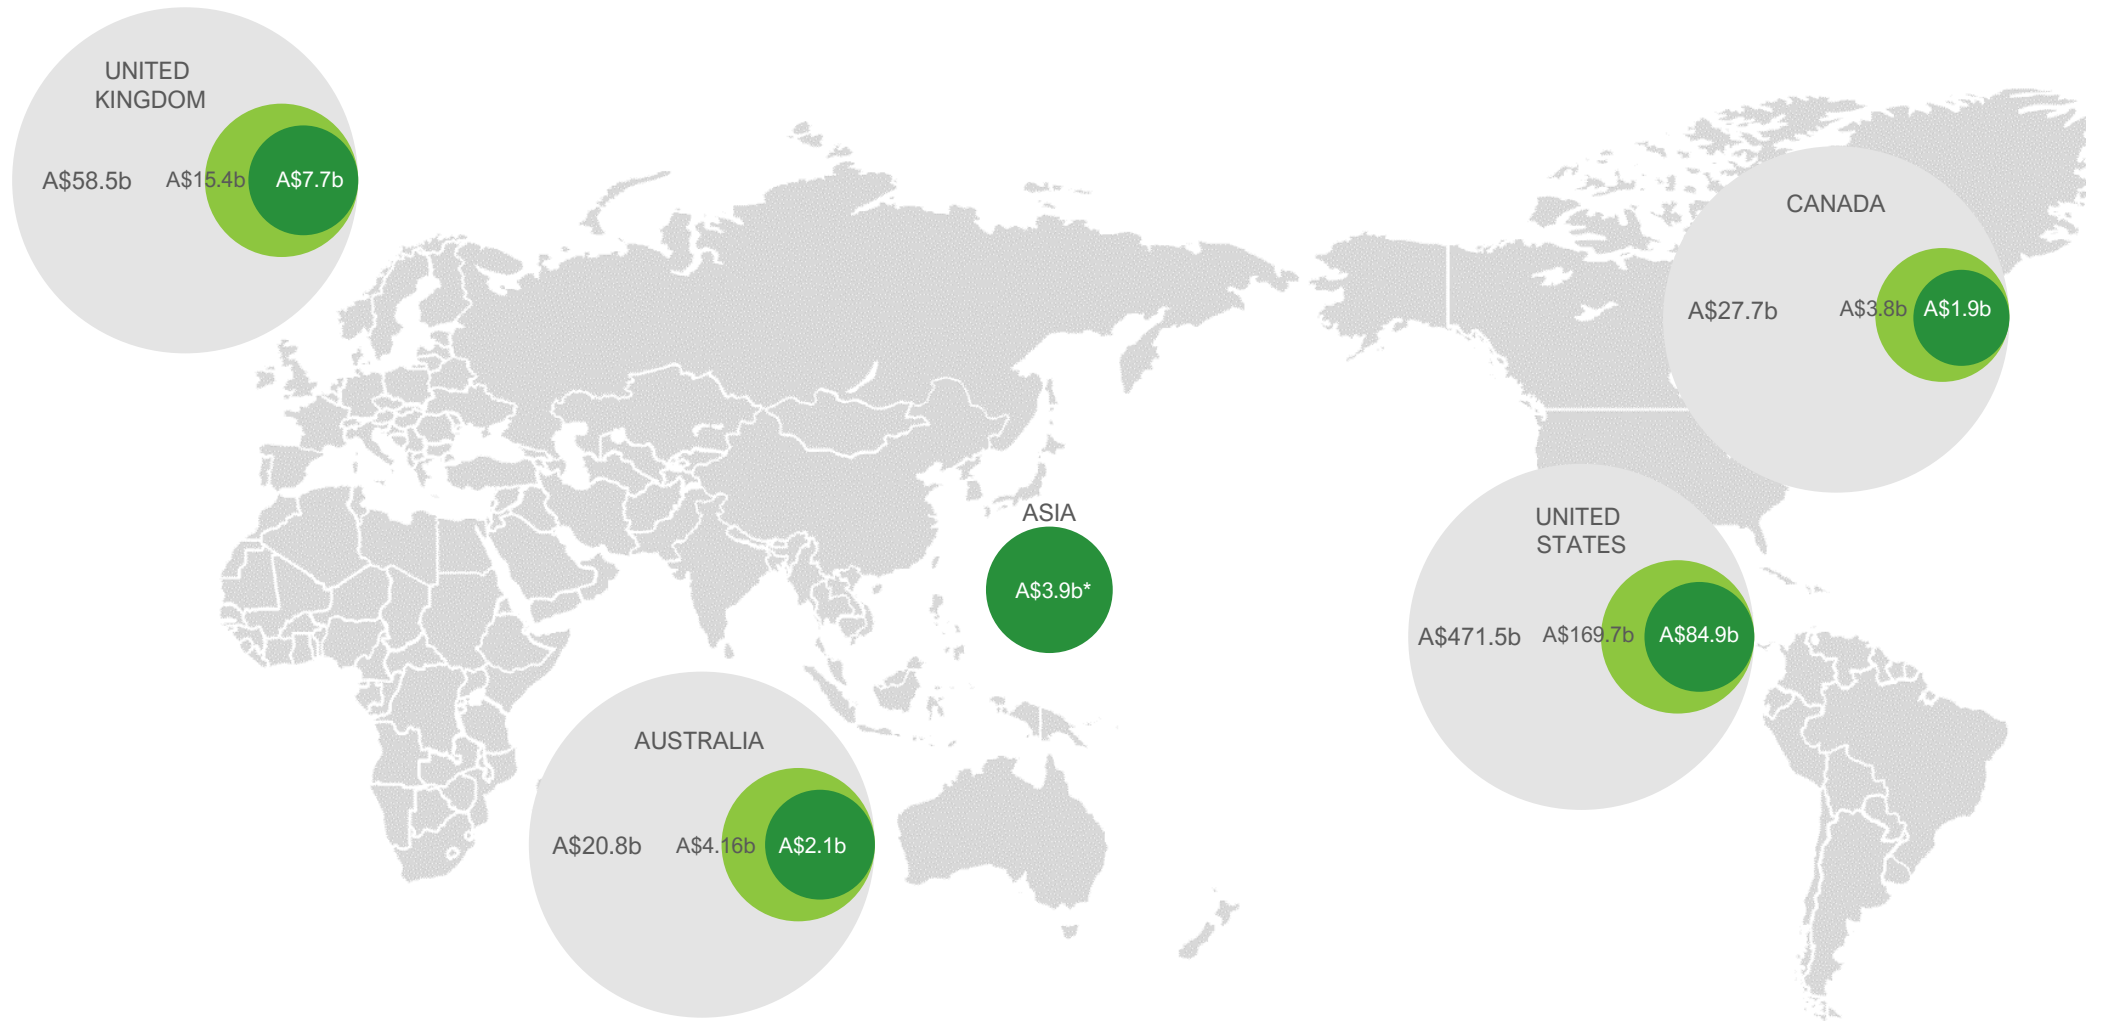 UNITED
KINGDOM
A$58.5b
A$15.4b
A$7.7b
CANADA
A$27.7b
A$3.8b
A$1.9b
ASIA
A$3.9b*
UNITED
STATES
A$471.5b
A$169.7b
A$84.9b
AUSTRALIA
A$20.8b
A$4.16b
A$2.1b